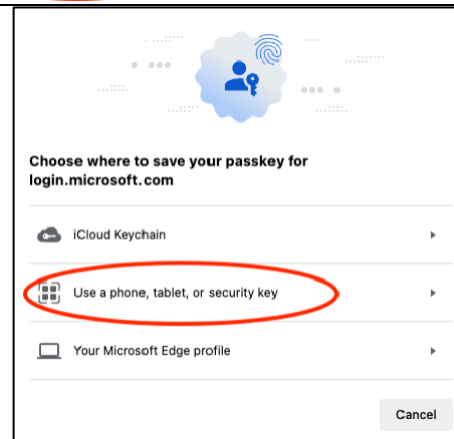 Choose where to save your passkey for
login.microsoft.com
iCloud Keychain
Use a phone, tablet, or security key
Your Microsoft Edge profile
Cancel